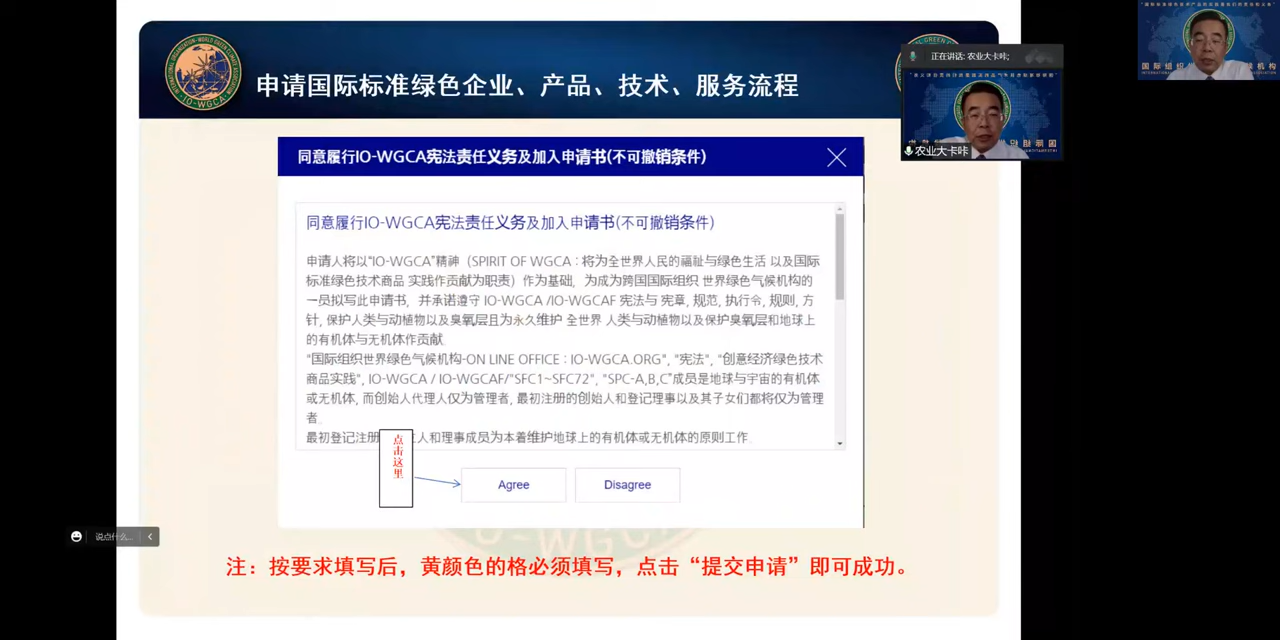 申请国际标准绿色企业、产品、技术、服务流程
正在讲话: 农业大卡咔;
农业大卡咔
同意履行IO-WGCA宪法责任义务及加入申请书(不可撤销条件)
同意履行IO-WGCA宪法责任义务及加入申请书(不可撤销条件)
申请人将以“IO-WGCA”精神（SPIRIT OF WGCA : 将为全世界人民的福祉与绿色生活 以及国际
标准绿色技术商品 实践作贡献为职责）作为基础, 为成为跨国国际组织 世界绿色气候机构的
一员拟写此申请书, 并承诺遵守 IO-WGCA /IO-WGCAF 宪法与 宪章, 规范, 执行令, 规则, 方
针, 保护人类与动植物以及臭氧层且为永久维护 全世界 人类与动植物以及保护臭氧层和地球上
的有机体与无机体作贡献.
"国际组织世界绿色气候机构-ON LINE OFFICE : IO-WGCA.ORG", "宪法", "创意经济绿色技术
商品实践", IO-WGCA / IO-WGCAF/"SFC1~SFC72", "SPC-A,B,C"成员是地球与宇宙的有机体
或无机体, 而创始人代理人仅为管理者, 最初注册的创始人和登记理事以及其子女们都将仅为管理
者.
最初登记注册 人和理事成员为本着维护地球上的有机体或无机体的原则工作.
点击这里
Agree
Disagree
说点什么...
注：按要求填写后，黄颜色的格必须填写，点击“提交申请”即可成功。
IO-WGCA